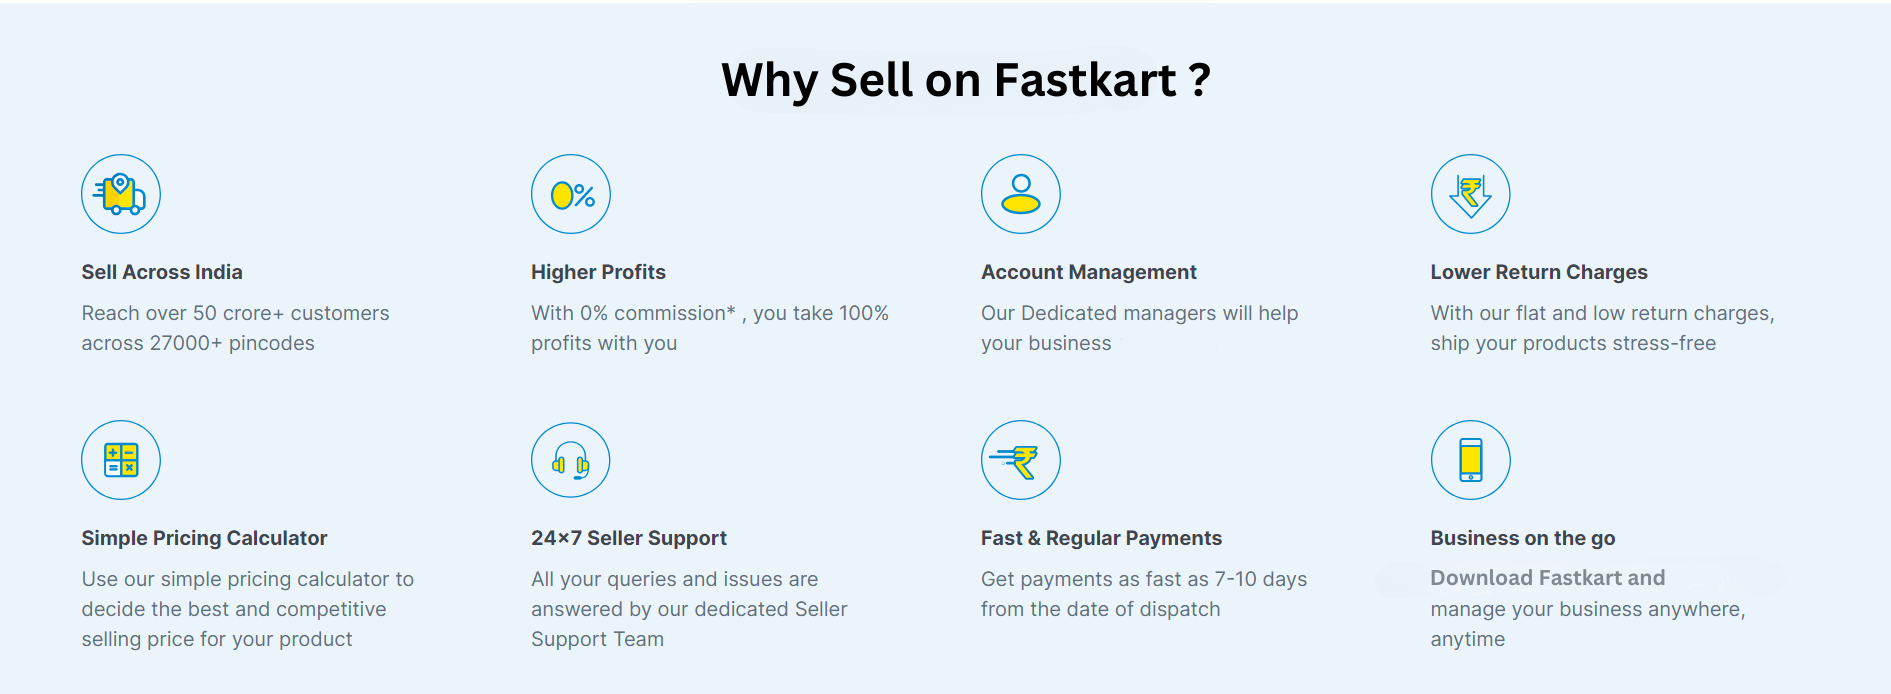 Why Sell on Fastkart ?
Sell Across India
Reach over 50 crore+ customers
across 27000+ pincodes
Higher Profits
With 0% commission* , you take 100%
profits with you
Account Management
Our Dedicated managers will help
your business
Lower Return Charges
With our flat and low return charges,
ship your products stress-free
Simple Pricing Calculator
Use our simple pricing calculator to
decide the best and competitive
selling price for your product
24×7 Seller Support
All your queries and issues are
answered by our dedicated Seller
Support Team
Fast & Regular Payments
Get payments as fast as 7-10 days
from the date of dispatch
Business on the go
Download Fastkart and
manage your business anywhere,
anytime